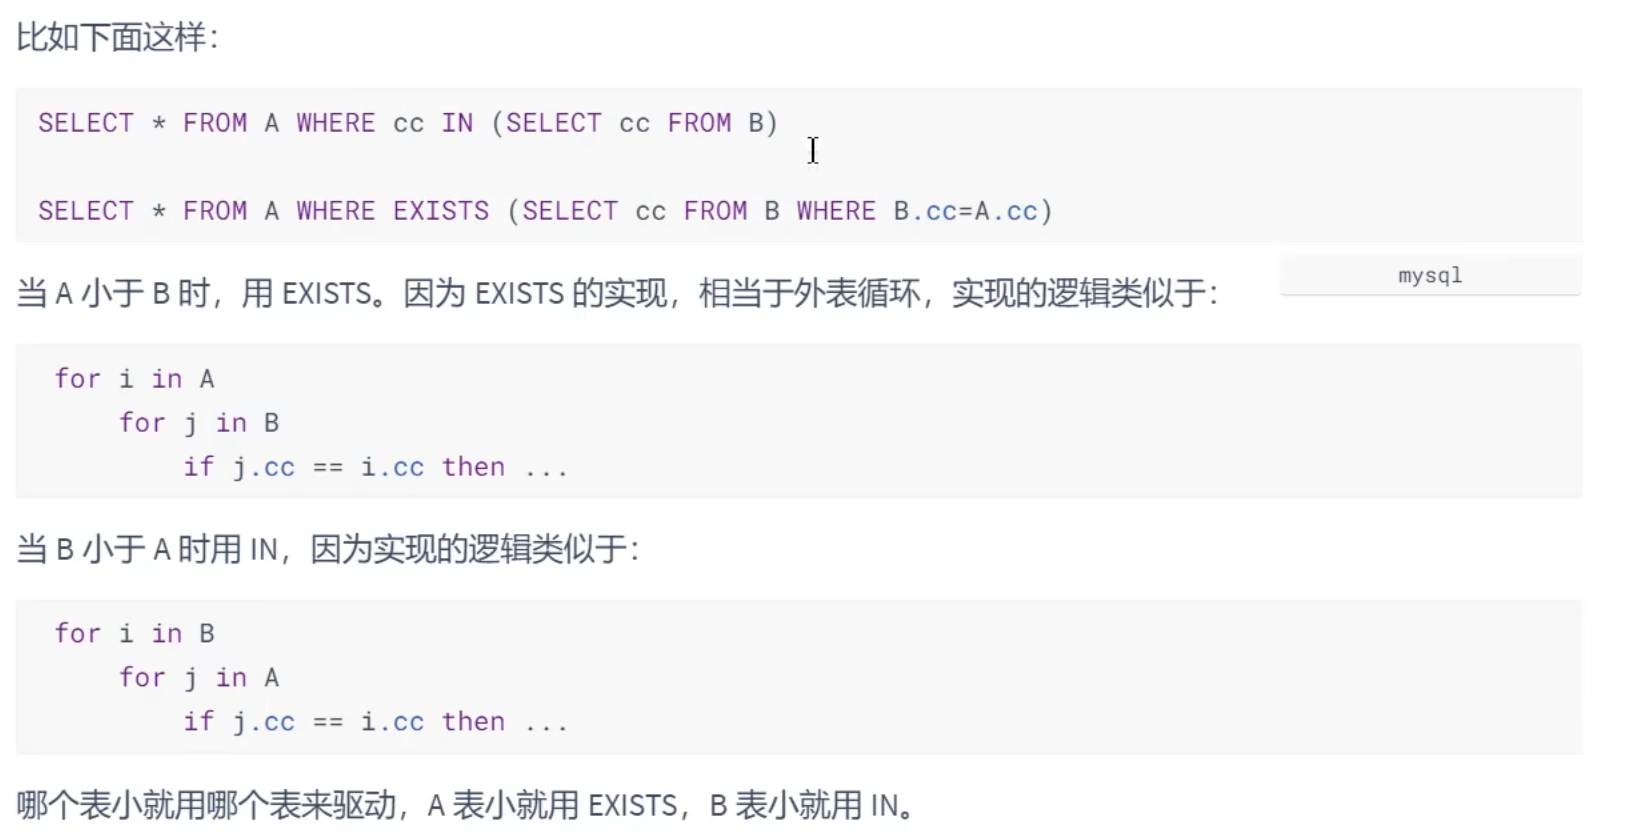 比如下面这样：
SELECT * FROM A WHERE cc IN (SELECT cc FROM B)
SELECT * FROM A WHERE EXISTS (SELECT cc FROM B WHERE B.cc=A.cc)
当 A 小于 B 时，用 EXISTS。因为 EXISTS 的实现，相当于外表循环，实现的逻辑类似于：
mysql
for i in A
    for j in B
        if j.cc == i.cc then ...
当 B 小于 A 时用 IN，因为实现的逻辑类似于：
for i in B
    for j in A
        if j.cc == i.cc then ...
哪个表小就用哪个表来驱动，A 表小就用 EXISTS，B 表小就用 IN。